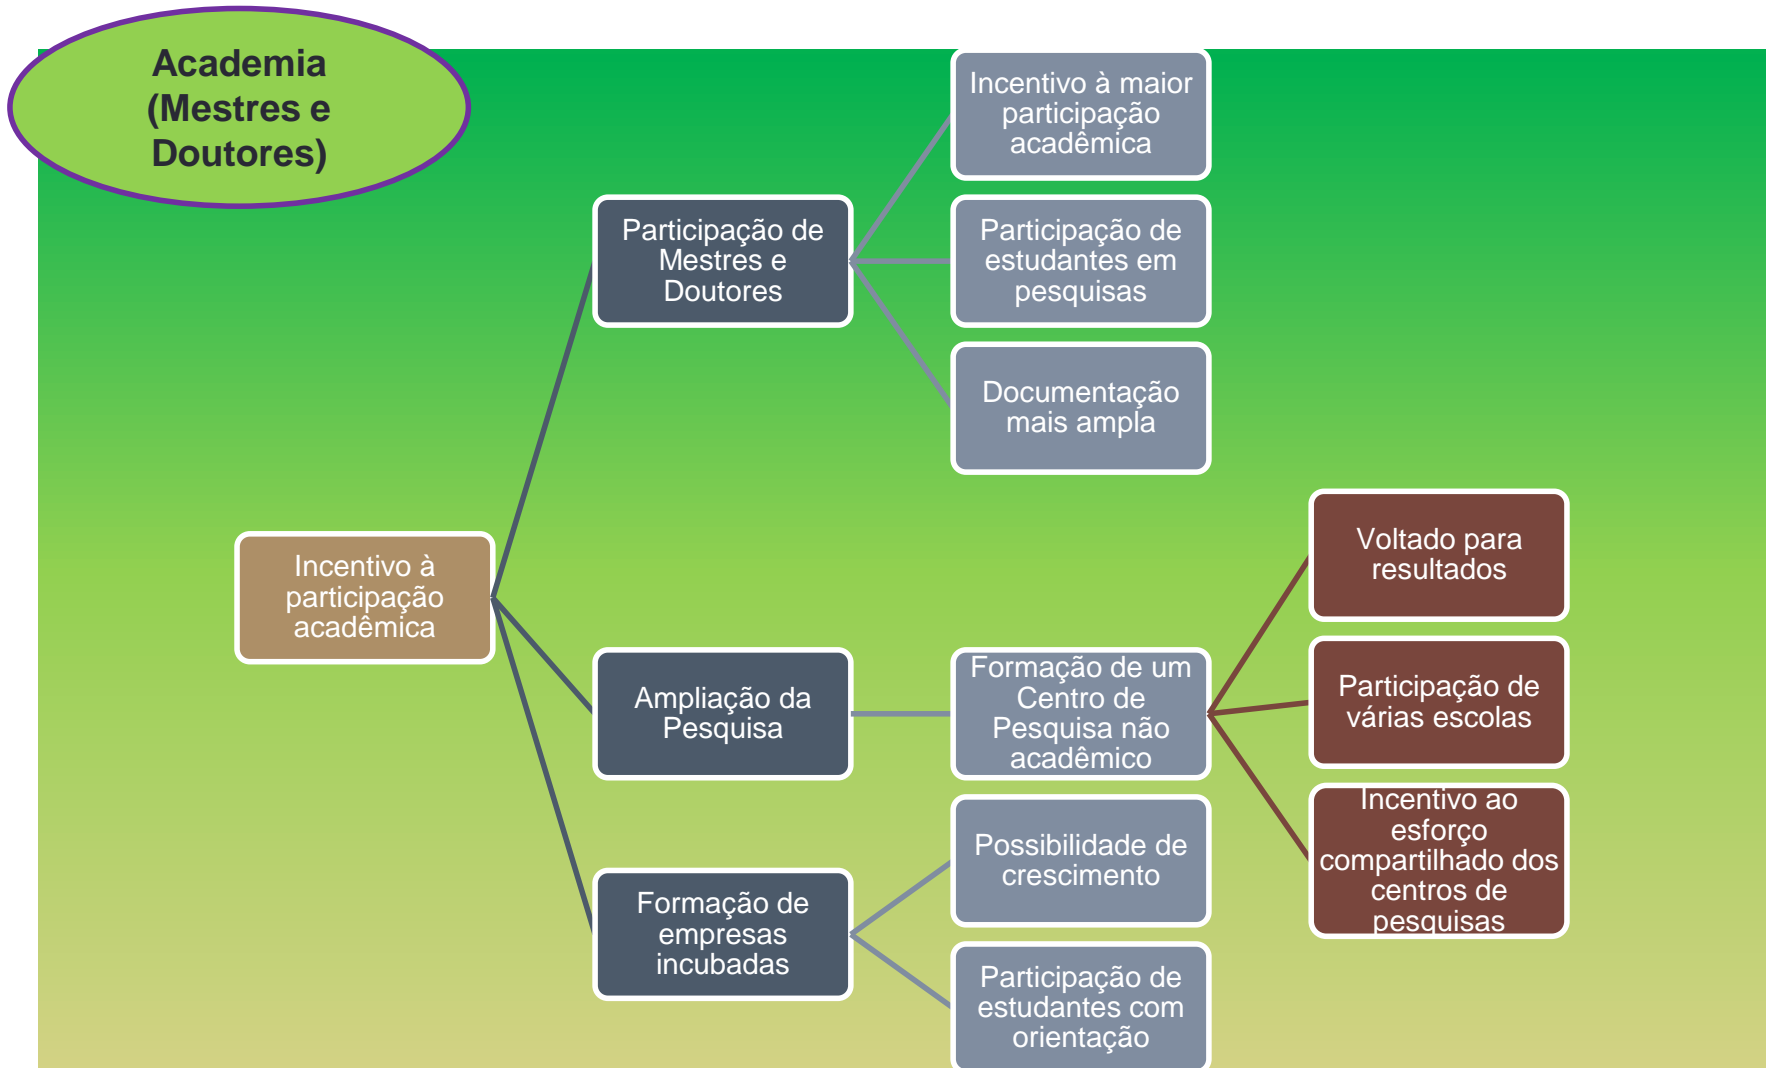 Academia
(Mestres e
Doutores)
Incentivo à
participação
acadêmica
Participação de
Mestres e
Doutores
Incentivo à maior
participação
acadêmica
Participação de
estudantes em
pesquisas
Documentação
mais ampla
Ampliação da
Pesquisa
Formação de um
Centro de
Pesquisa não
acadêmico
Voltado para
resultados
Participação de
várias escolas
Incentivo ao
esforço
compartilhado dos
centros de
pesquisas
Formação de
empresas
incubadas
Possibilidade de
crescimento
Participação de
estudantes com
orientação